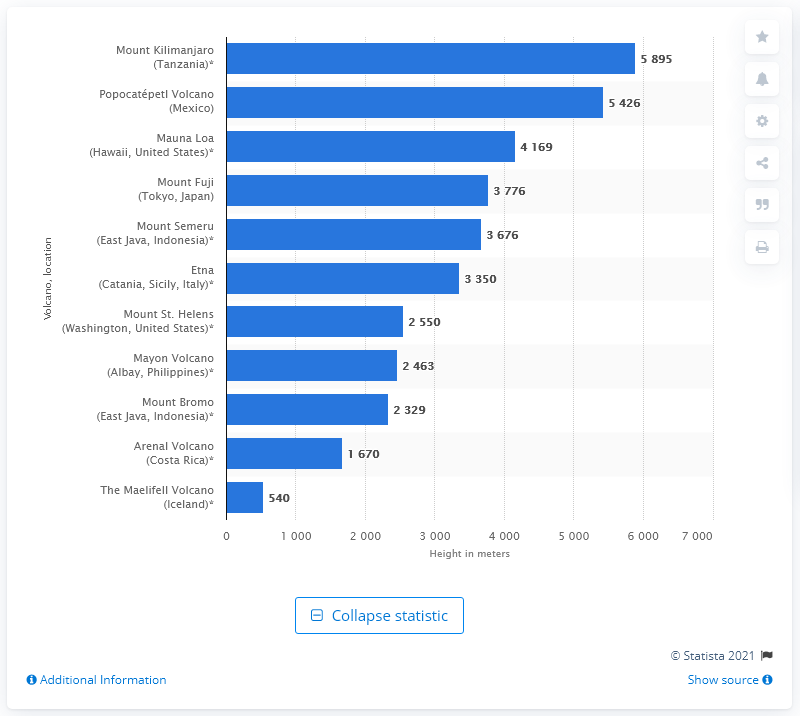 Mount Kilimanjaro
(Tanzania)*
5 895
Popocatépetl Volcano
(Mexico)
5 426
Mauna Loa
(Hawaii, United States)*
4 169
Mount Fuji
(Tokyo, Japan)
3 776
Mount Semeru
(East Java, Indonesia)*
3 676
Etna
(Catania, Sicily, Italy)*
3 350
Mount St. Helens
(Washington, United States)*
2 550
Mayon Volcano
(Albay, Philippines)*
2 463
Mount Bromo
(East Java, Indonesia)*
2 329
Arenal Volcano
(Costa Rica)*
1 670
The Maelifell Volcano
(Iceland)*
540
Volcano, location
0 1 000 2 000 3 000 4 000 5 000 6 000 7 000
Height in meters
Collapse statistic
© Statista 2021
Additional Information
Show source